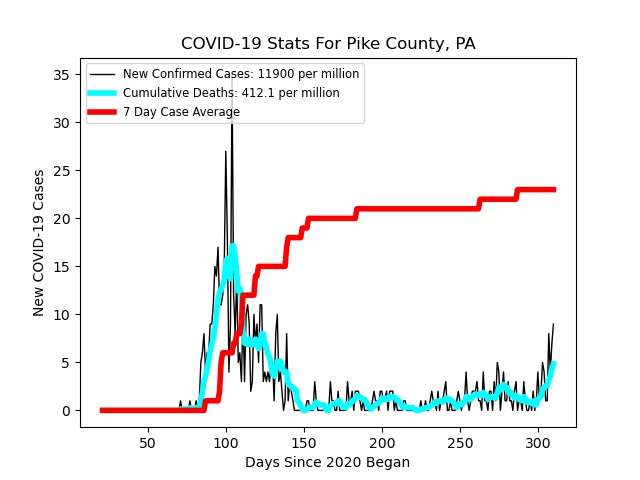 COVID-19 Stats For Pike County, PA
New Confirmed Cases: 11900 per million
Cumulative Deaths: 412.1 per million
7 Day Case Average
New COVID-19 Cases
35
30
25
20
15
10
5
0
50 100 150 200 250 300
Days Since 2020 Began